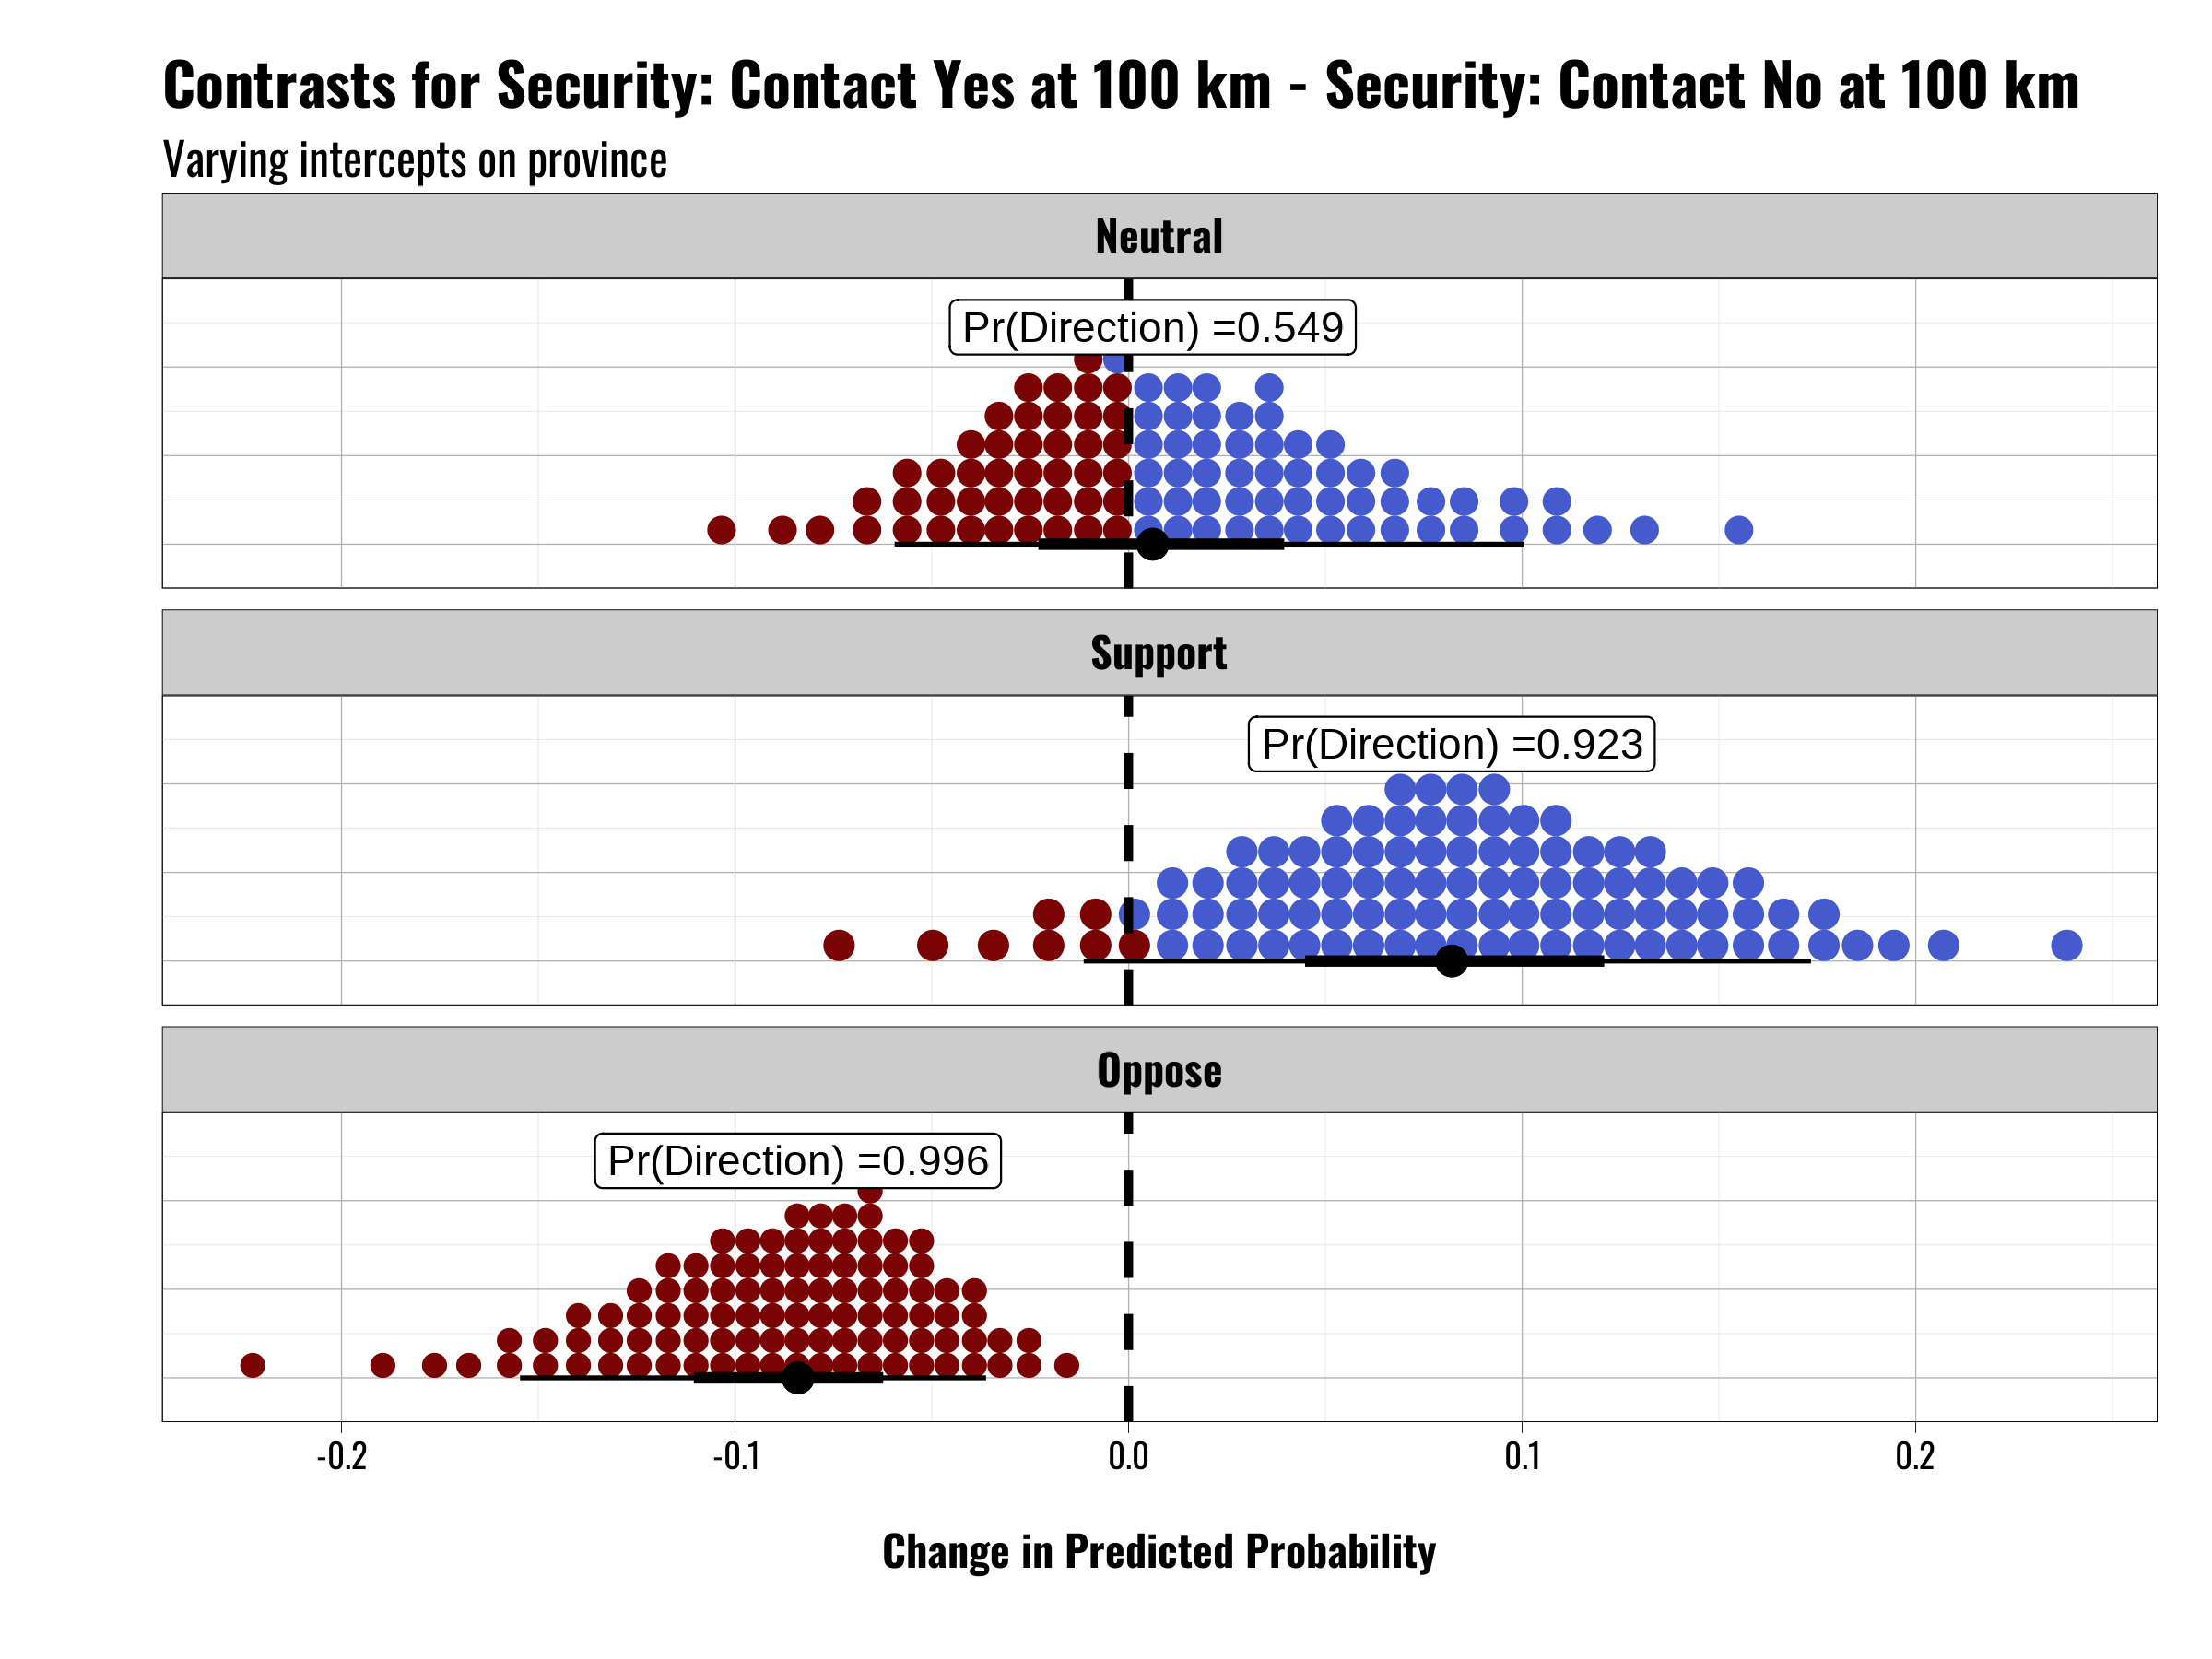 Contrasts for Security: Contact Yes at 100 km - Security: Contact No at 100 km
Varying intercepts on province
Neutral
Pr(Direction) =0.549
Support
Pr(Direction) =0.923
Oppose
Pr(Direction) =0.996
-0.2 -0.1 0.0 0.1 0.2
Change in Predicted Probability